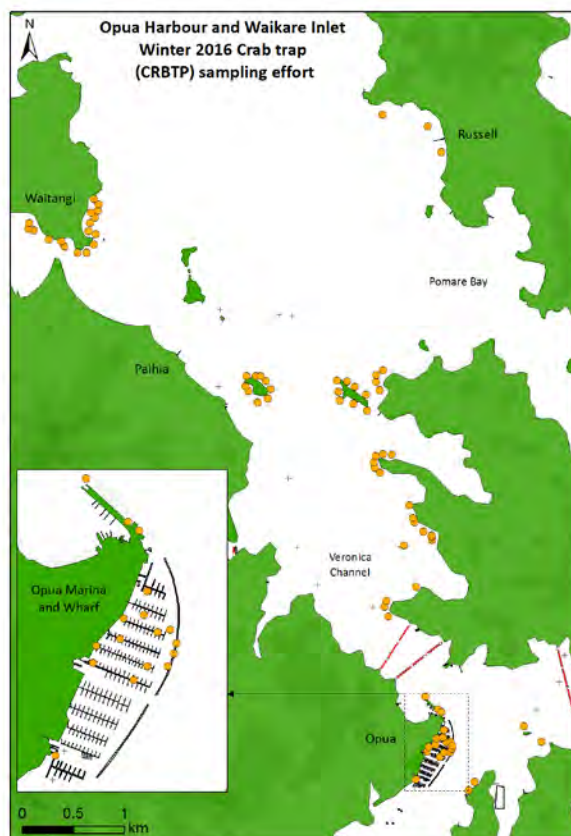 Opua Harbour and Waikare Inlet
Winter 2016 Crab trap
(CRBTP) sampling effort
N
Russell
Waitangi
Pomare Bay
Paihia
Veronica
Channel
Opua Marina
and Wharf
Opua
0 0.5 1
km